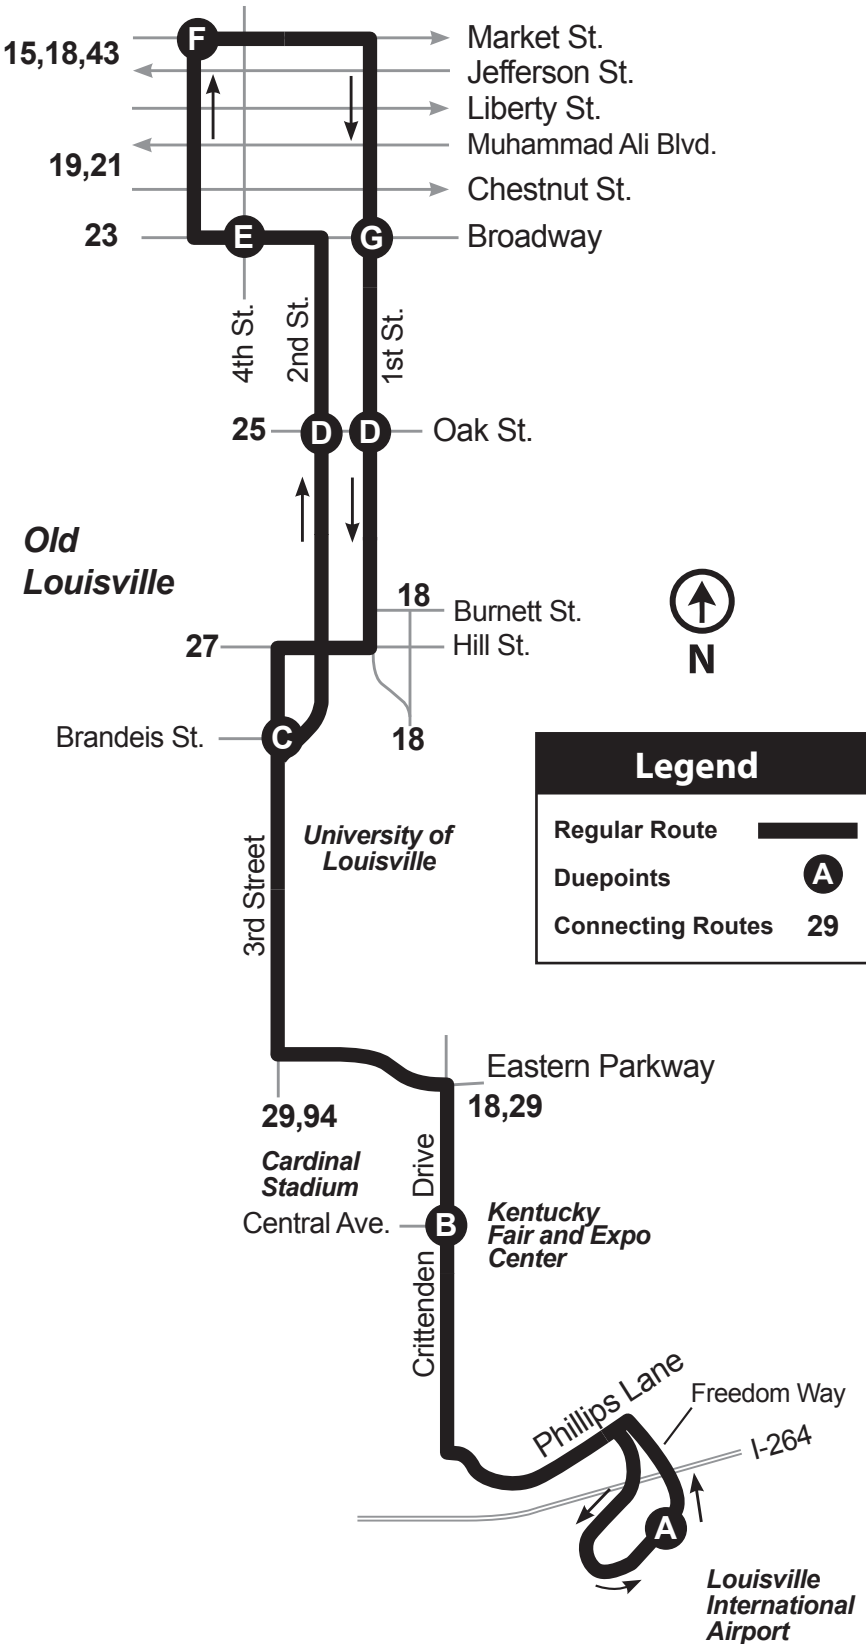 F
Market St.
15,18,43
Jefferson St.
Liberty St.
Muhammad Ali Blvd.
19,21
Chestnut St.
23
E
G
Broadway
4th St.
2nd St.
1st St.
25
D
D
Oak St.
Old
Louisville
18
Burnett St.
27
Hill St.
N
Brandeis St.
C
18
Legend
Regular Route
Duepoints A
Connecting Routes 29
University of
Louisville
3rd Street
Eastern Parkway
29,94
18,29
Cardinal
Stadium
Drive
Central Ave.
B
Kentucky
Fair and Expo
Center
Crittenden
Phillips Lane
Freedom Way
I-264
A
Louisville
International
Airport